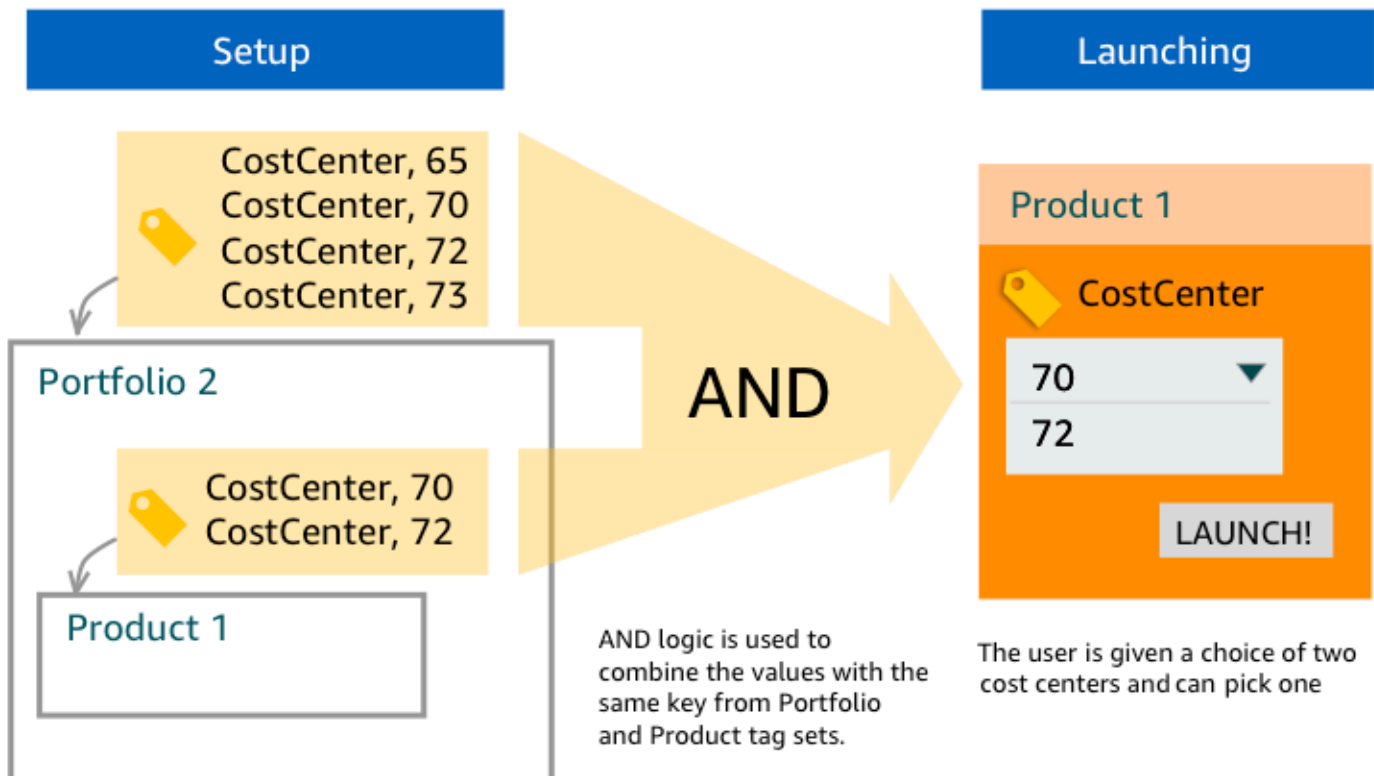 Setup
Launching
CostCenter, 65
CostCenter, 70
CostCenter, 72
CostCenter, 73
Portfolio 2
CostCenter, 70
CostCenter, 72
Product 1
AND
AND logic is used to
combine the values with the
same key from Portfolio
and Product tag sets.
Product 1
CostCenter
70
72
LAUNCH!
The user is given a choice of two
cost centers and can pick one